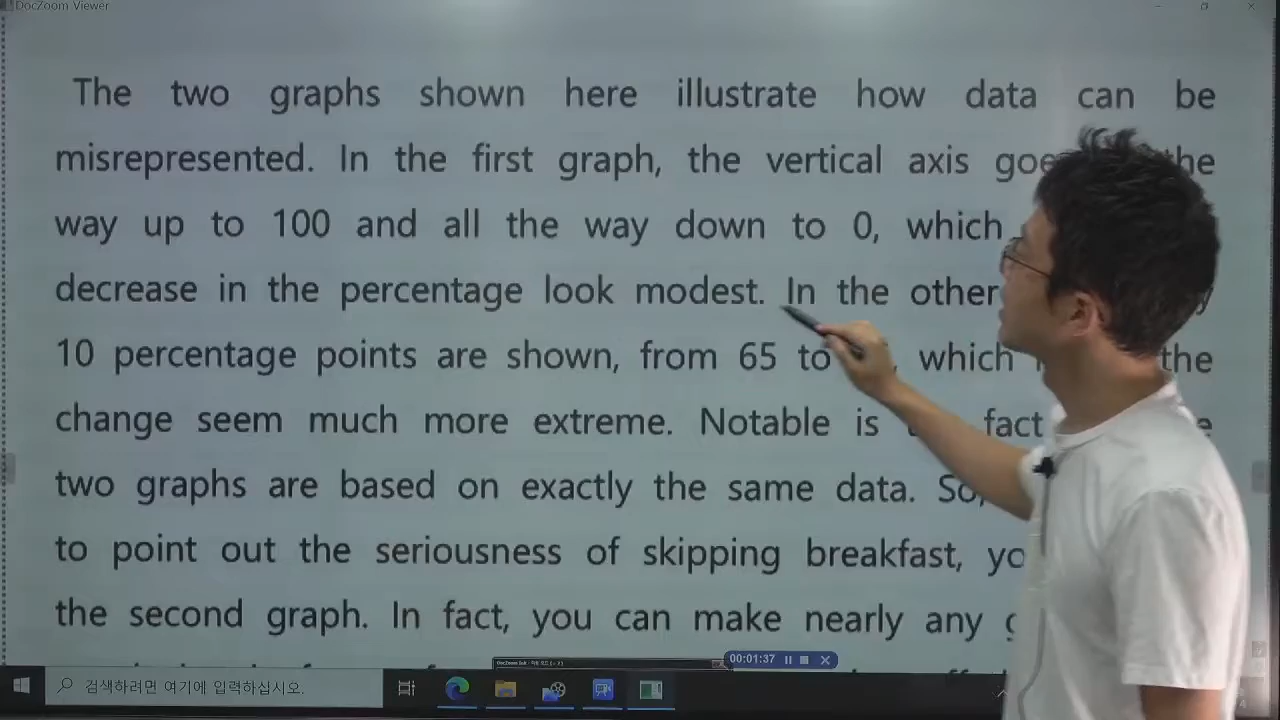 DocZoom Viewer
The two graphs shown here illustrate how data can be
misrepresented. In the first graph, the vertical axis the
way up to 100 and all the way down to 0, which
decrease in the percentage look modest. In the other
10 percentage points are shown, from 65 to which the
change seem much more extreme. Notable is fact
two graphs are based on exactly the same data. So,
to point out the seriousness of skipping breakfast,
the second graph. In fact, you can make nearly any
00:01:37
검색하려면 여기에 입력하십시오.